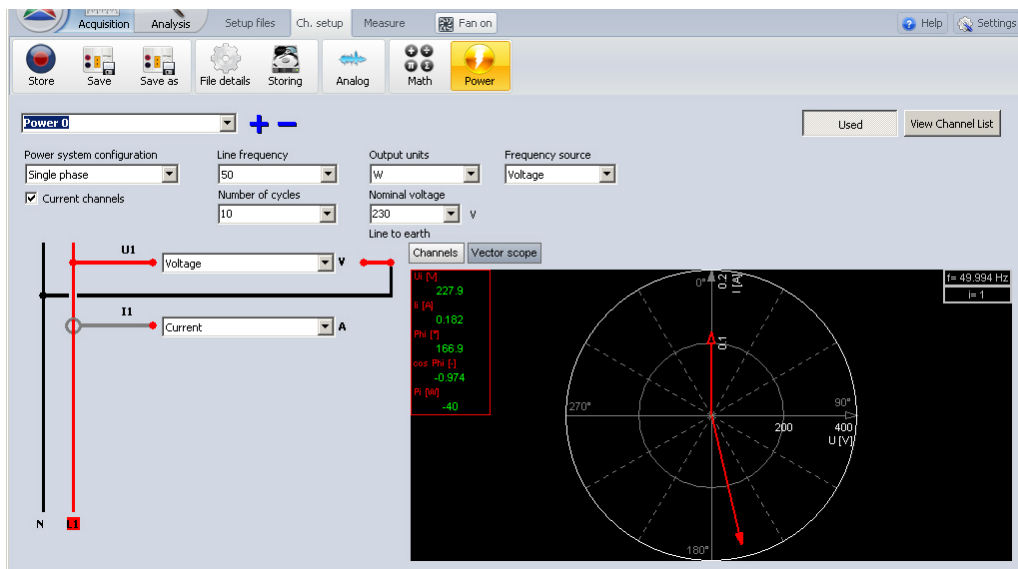 Acquisition Analysis Setup files Ch. setup Measure Fan on Help Settings
Store Save Save as File details Storing Analog Math Power
Power 0 Used View Channel List
Power system configuration Line frequency Output units Frequency source
Single phase 50 W Voltage
Current channels Number of cycles Nominal voltage
10 230 V
Line to earth
U1 Voltage V
I1 Current A
N L1
Channels Vector scope
Ui [V]
227.9
Ii [A]
0.182
Phi [°]
166.9
cos Phi [-]
-0.974
Pi [W]
-40
0° 0.2 I [A]
0.1
f= 49.994 Hz
i= 1
270° 90°
200 400
U [V]
180°